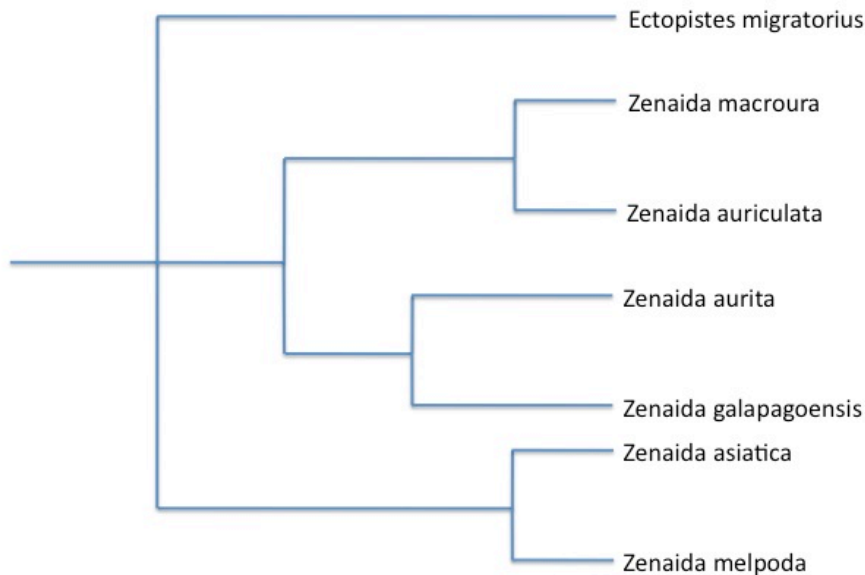 Ectopistes migratorius
Zenaida macroura
Zenaida auriculata
Zenaida aurita
Zenaida galapagoensis
Zenaida asiatica
Zenaida melpoda